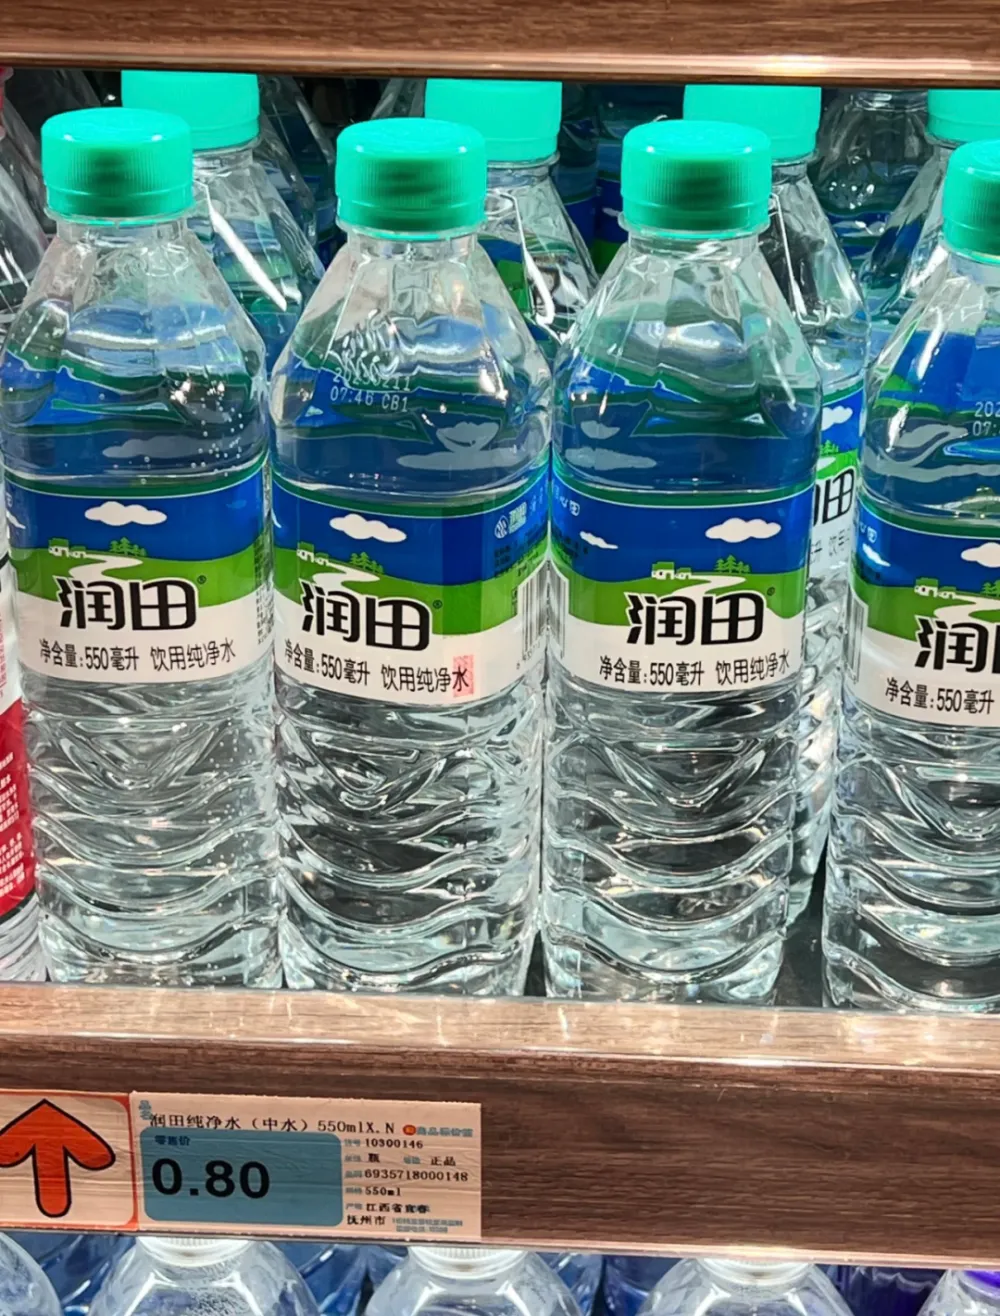 07:46 CB1
润田®
净含量:550毫升 饮用纯净水
润田®
净含量:550毫升 饮用纯净水
润田®
净含量:550毫升 饮用纯净水
润田
净含量:550毫升
润田纯净水（中水）550mlX.N
零售价
0.80
10300146
瓶 正品
6935718000148
550ml
江西省宜春
抚州市